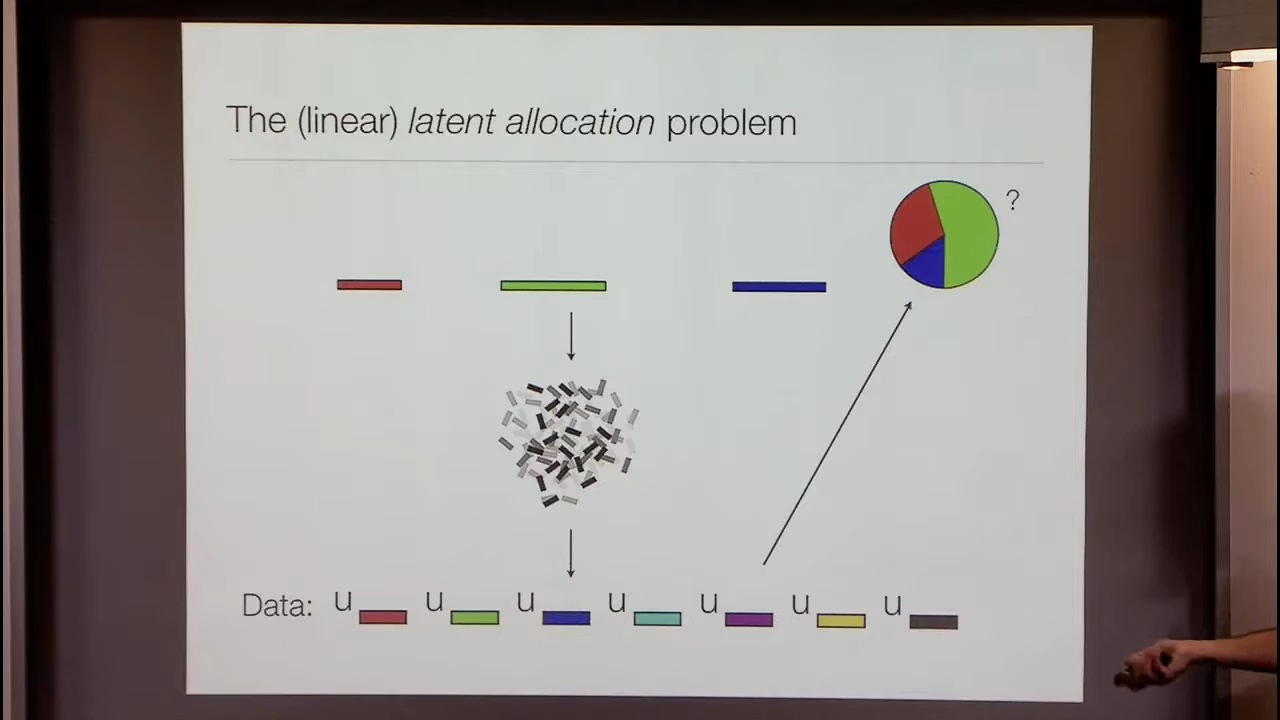 The (linear) latent allocation problem
?
Data: u u u u u u u